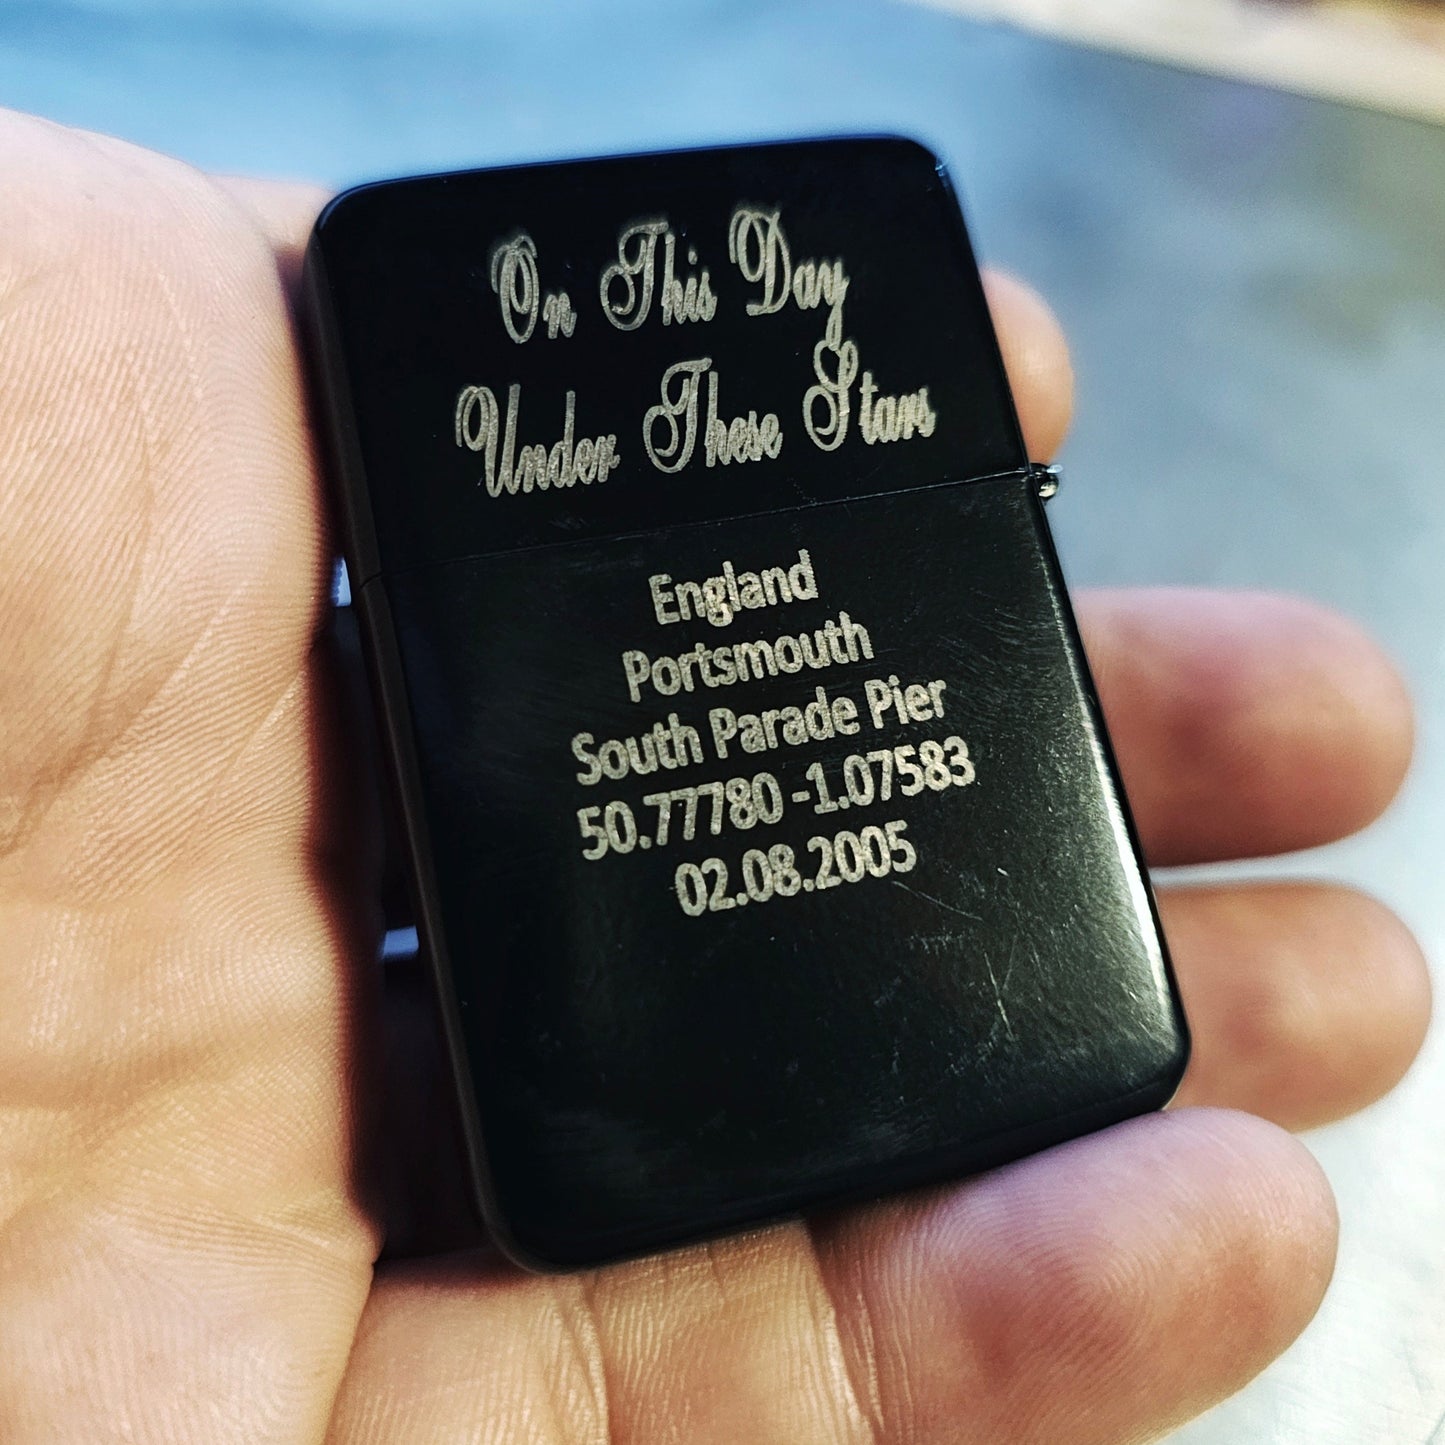 On This Day
Under These Stars
England
Portsmouth
South Parade Pier
50.77780 -1.07583
02.08.2005